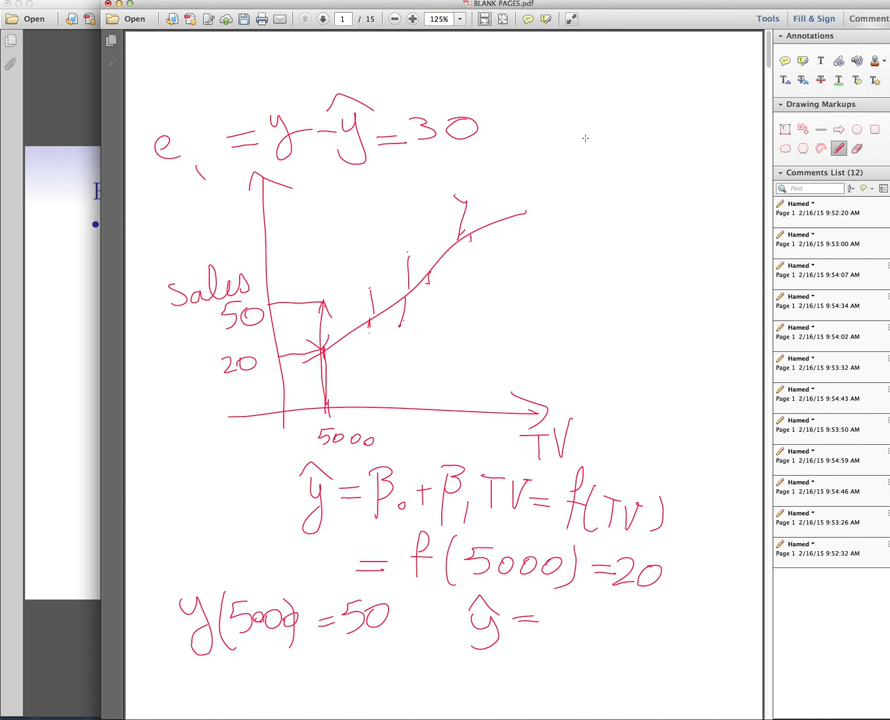 BLANK PAGES.pdf
Open
Open
1 / 15
125%
Tools
Fill & Sign
Comment
Annotations
T
T T T T T
Drawing Markups
Comments (12)
Find
Hamed
Page 1 2/16/15 9:52:20 AM
Hamed
Page 1 2/16/15 9:53:00 AM
Hamed
Page 1 2/16/15 9:54:07 AM
Hamed
Page 1 2/16/15 9:54:34 AM
Hamed
Page 1 2/16/15 9:54:02 AM
Hamed
Page 1 2/16/15 9:53:32 AM
Hamed
Page 1 2/16/15 9:54:43 AM
Hamed
Page 1 2/16/15 9:53:50 AM
Hamed
Page 1 2/16/15 9:54:59 AM
Hamed
Page 1 2/16/15 9:54:46 AM
Hamed
Page 1 2/16/15 9:53:26 AM
Hamed
Page 1 2/16/15 9:52:32 AM
e₁ = y - ŷ = 30
sales
50
20
5000
TV
ŷ = β₀ + β₁ TV = f(TV)
= f(5000) = 20
y(5000) = 50 ŷ =